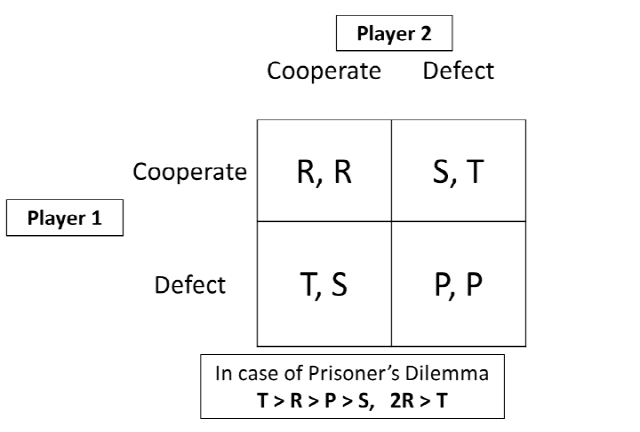 Player 2
Cooperate Defect
Cooperate R, R S, T
Player 1
Defect T, S P, P
In case of Prisoner’s Dilemma
T > R > P > S, 2R > T